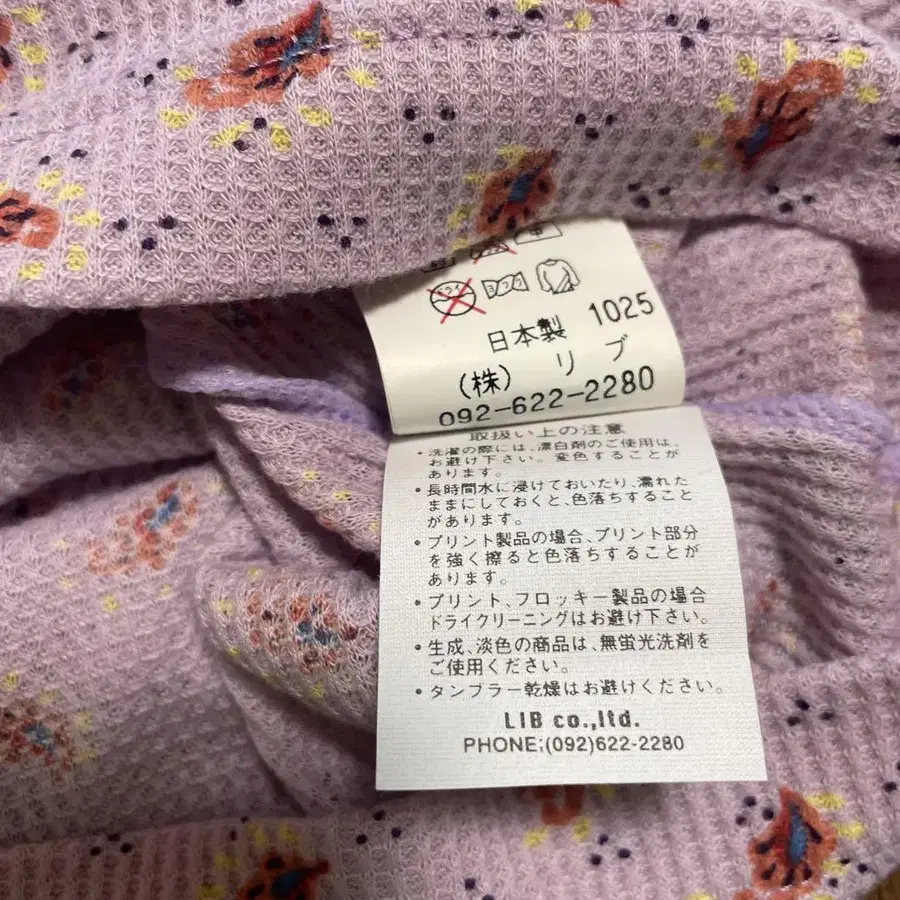 ドライ ヨワク
日本製 1025
(株) リブ
092-622-2280
取扱い上の注意
・洗濯の際には、漂白剤のご使用は、
お避け下さい。変色することが
あります。
・長時間水に浸けておいたり、濡れた
ままにしておくと、色落ちすること
があります。
・プリント製品の場合、プリント部分
を強く擦ると色落ちすることが
あります。
・プリント、フロッキー製品の場合
ドライクリーニングはお避け下さい。
・生成、淡色の商品は、無蛍光洗剤を
ご使用ください。
・タンブラー乾燥はお避けください。
LIB co.,ltd.
PHONE;(092)622-2280